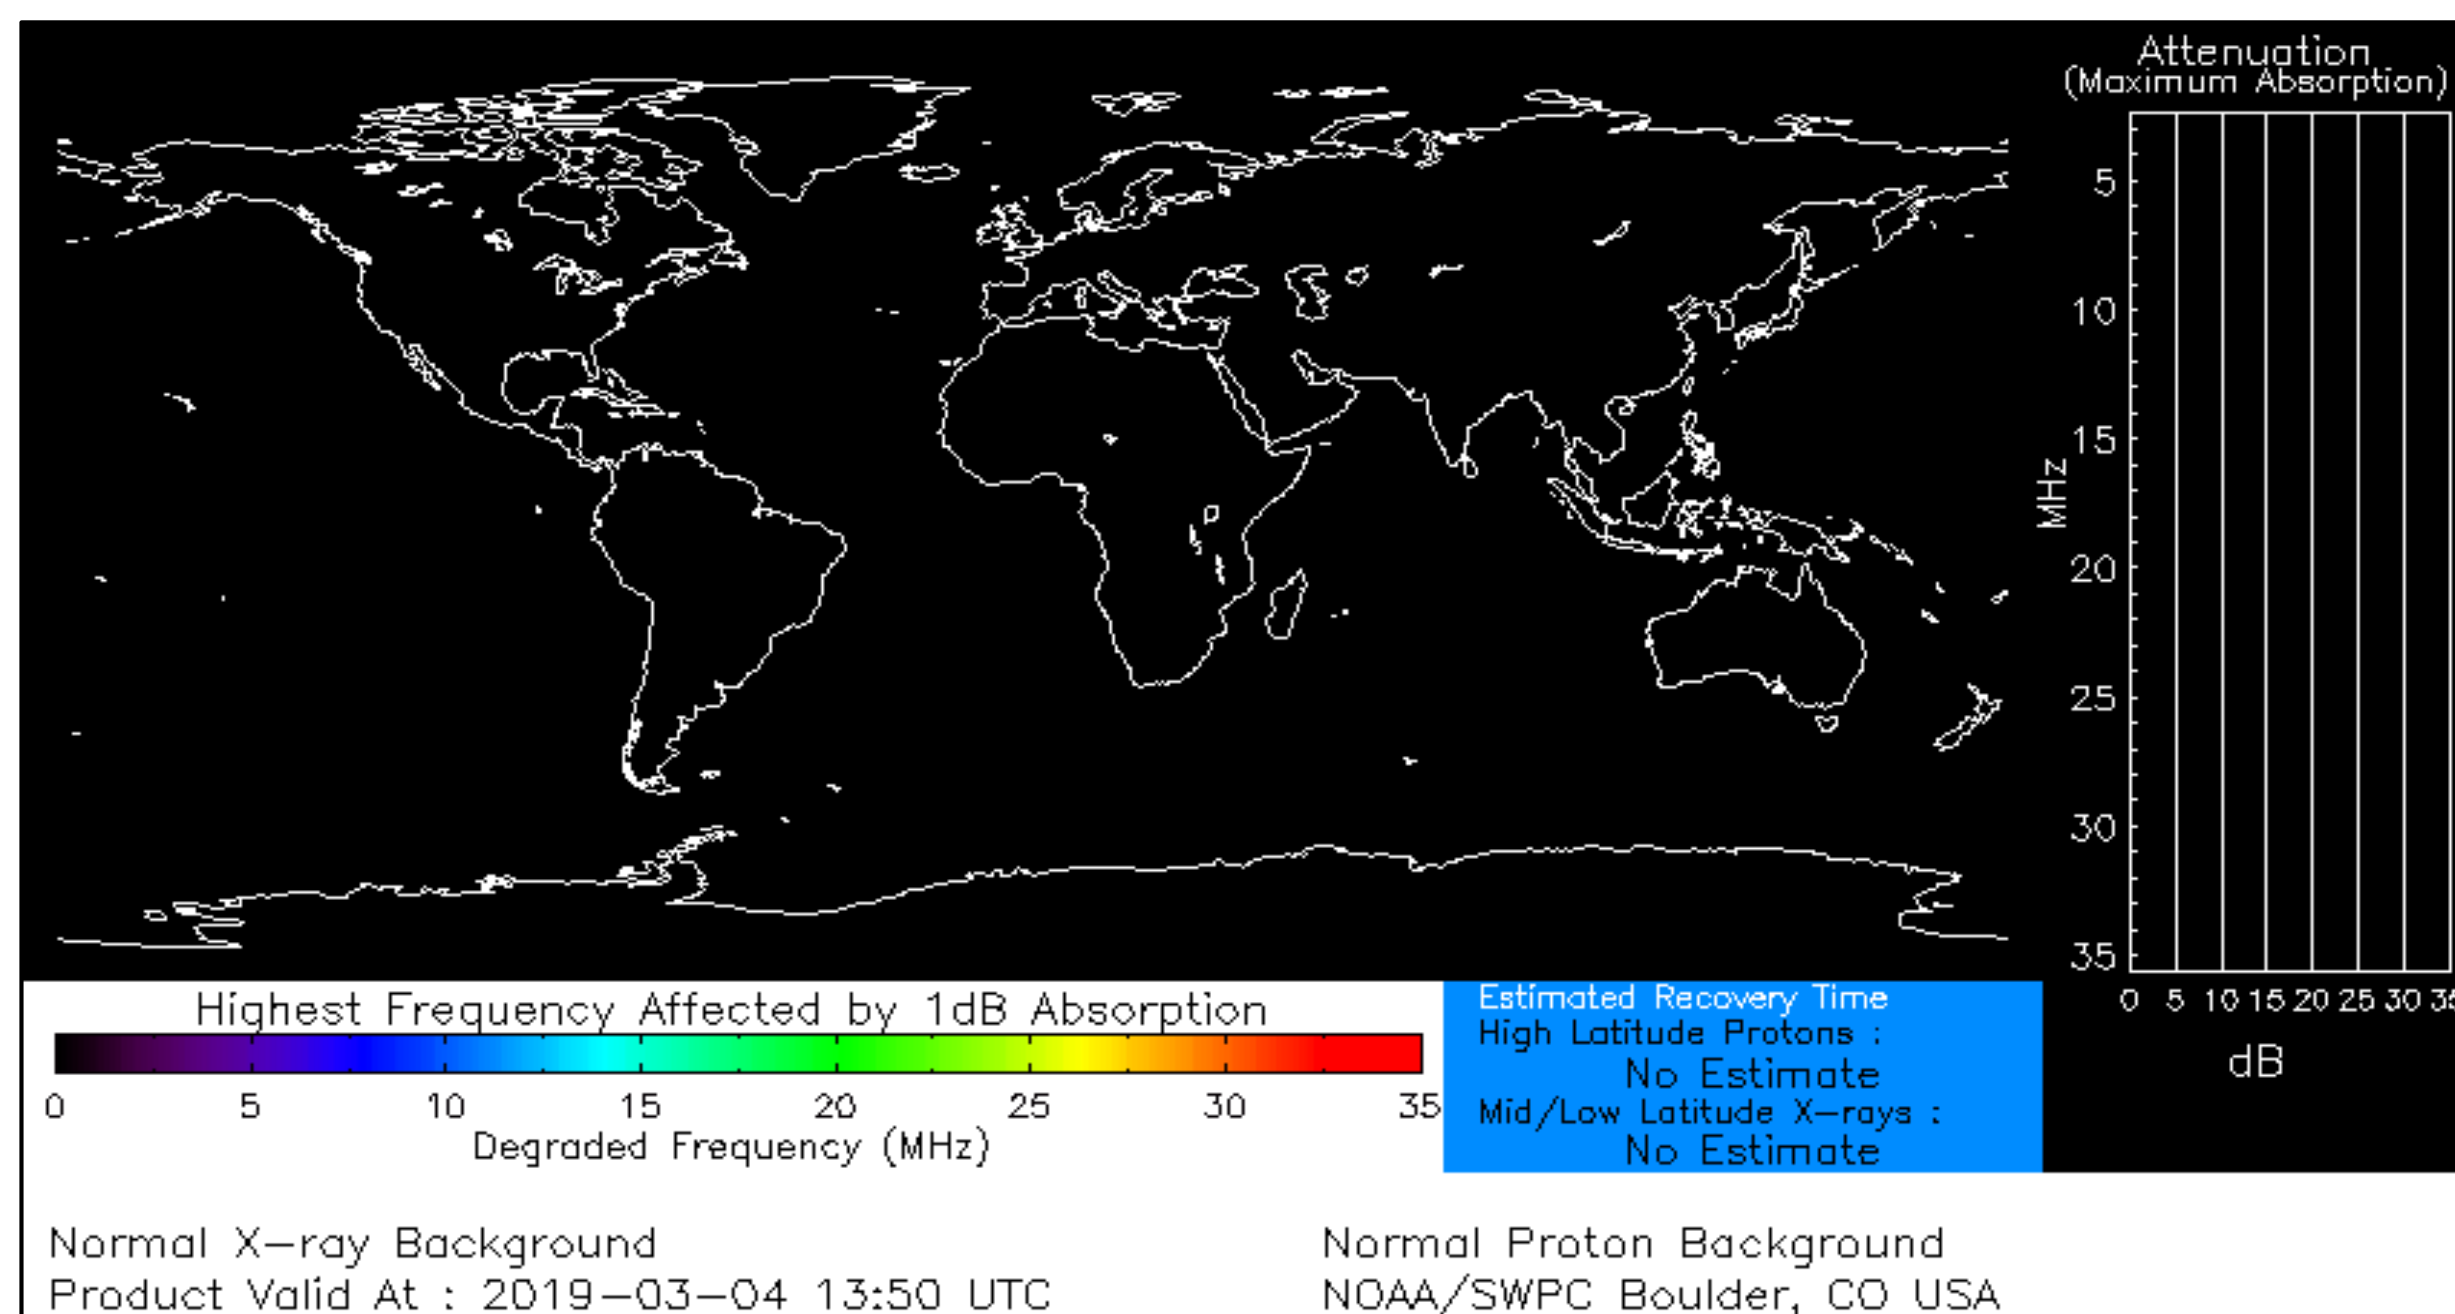 Attenuation
(Maximum Absorption)
5
10
15
20
25
30
35
MHz
0 5 10 15 20 25 30 35
dB
Highest Frequency Affected by 1dB Absorption
0 5 10 15 20 25 30 35
Degraded Frequency (MHz)
Estimated Recovery Time
High Latitude Protons :
No Estimate
Mid/Low Latitude X-rays :
No Estimate
Normal X-ray Background
Normal Proton Background
Product Valid At : 2019-03-04 13:50 UTC
NOAA/SWPC Boulder, CO USA